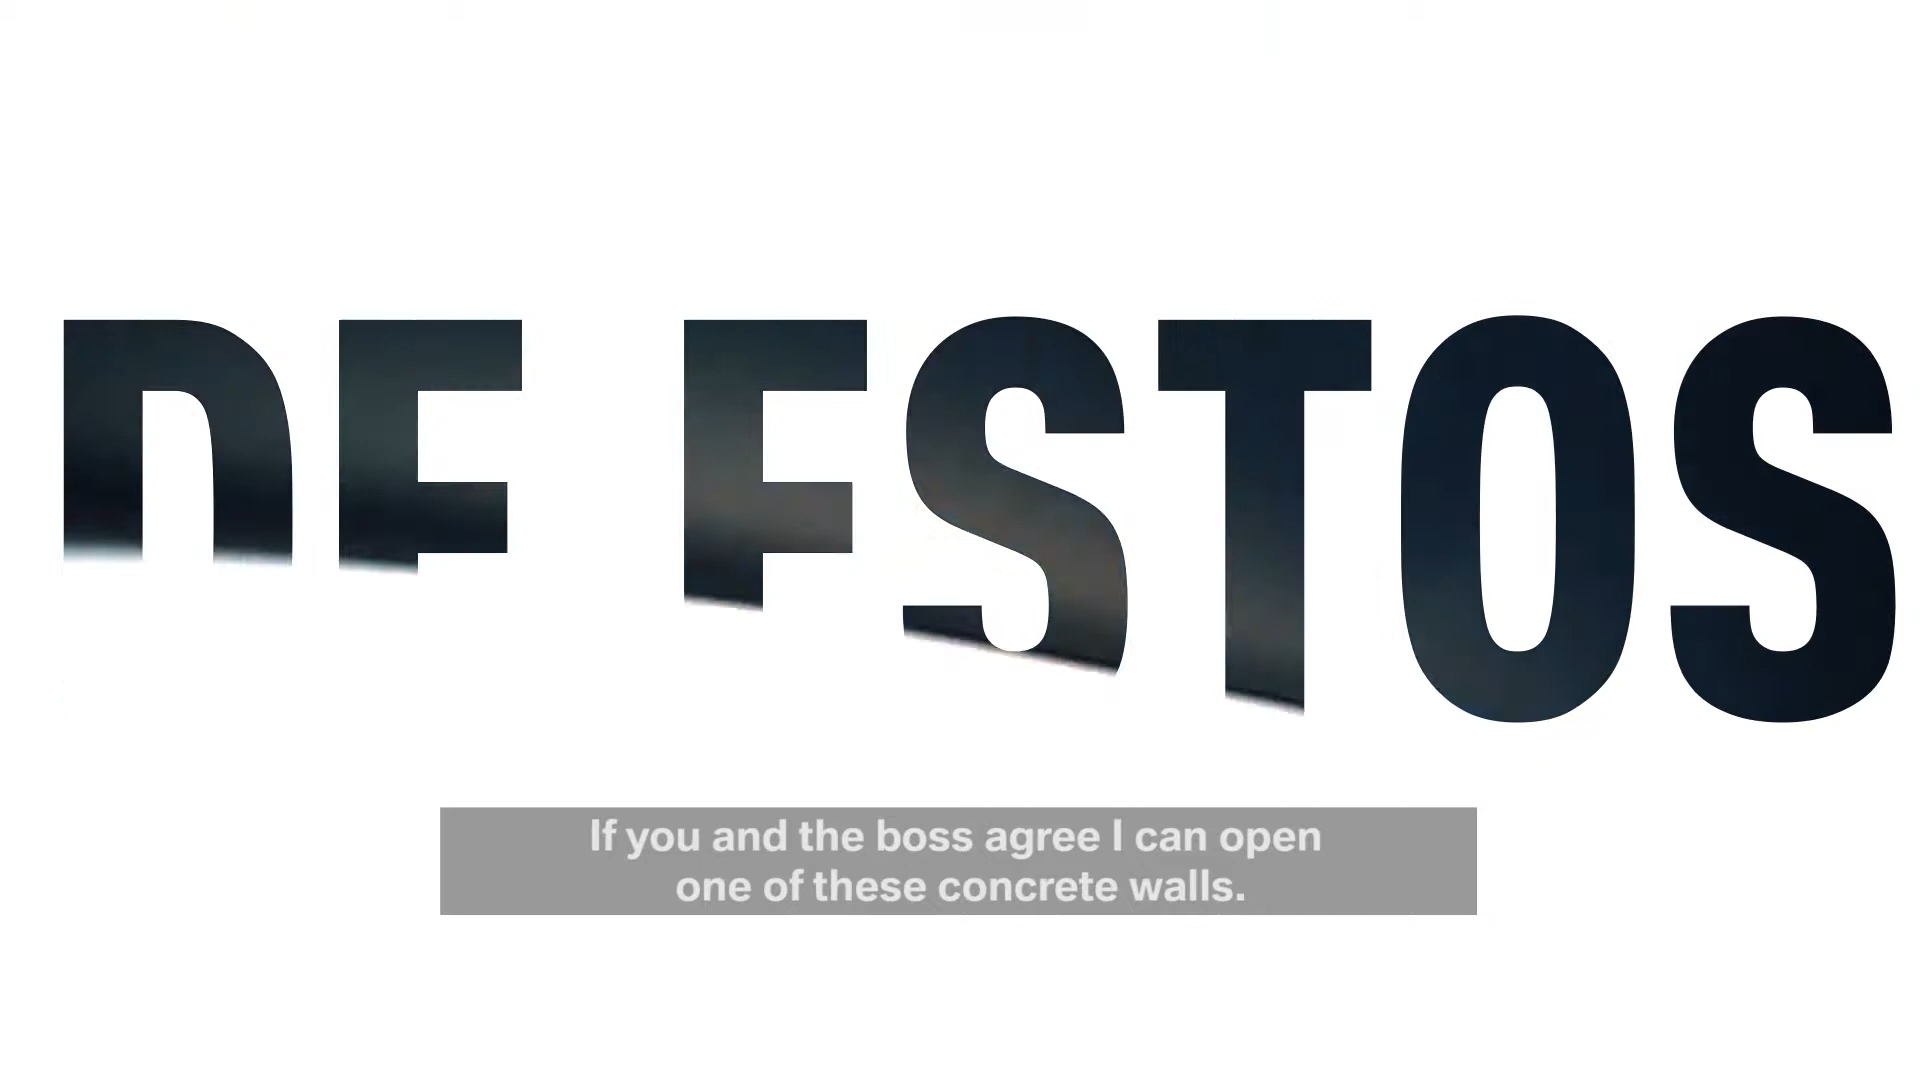 DE ESTOS
If you and the boss agree I can open
one of these concrete walls.